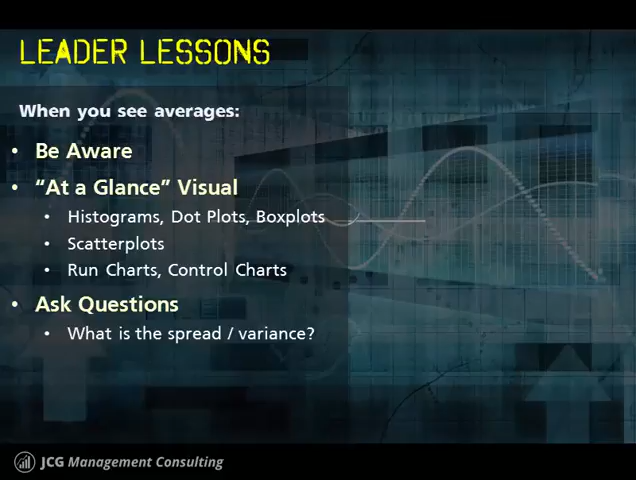 LEADER LESSONS
When you see averages:
• Be Aware
• “At a Glance” Visual
• Histograms, Dot Plots, Boxplots
• Scatterplots
• Run Charts, Control Charts
• Ask Questions
• What is the spread / variance?
JCG Management Consulting